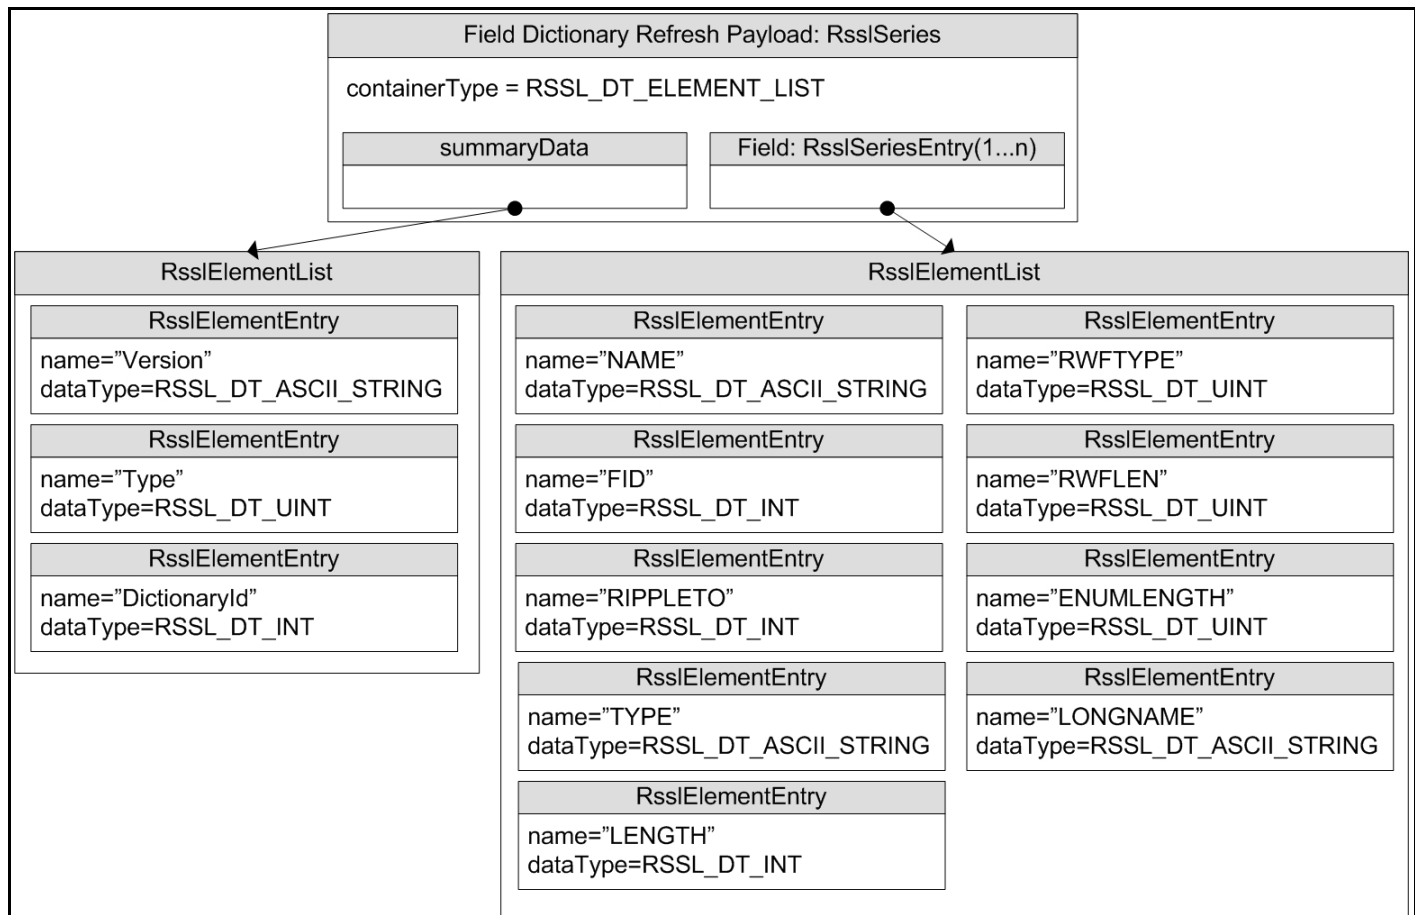 Field Dictionary Refresh Payload: RsslSeries
containerType = RSSL_DT_ELEMENT_LIST
summaryData
Field: RsslSeriesEntry(1...n)
RsslElementList
RsslElementEntry
name=”Version”
dataType=RSSL_DT_ASCII_STRING
RsslElementEntry
name=”Type”
dataType=RSSL_DT_UINT
RsslElementEntry
name=”DictionaryId”
dataType=RSSL_DT_INT
RsslElementList
RsslElementEntry
name=”NAME”
dataType=RSSL_DT_ASCII_STRING
RsslElementEntry
name=”FID”
dataType=RSSL_DT_INT
RsslElementEntry
name=”RIPPLETO”
dataType=RSSL_DT_INT
RsslElementEntry
name=”TYPE”
dataType=RSSL_DT_ASCII_STRING
RsslElementEntry
name=”LENGTH”
dataType=RSSL_DT_INT
RsslElementEntry
name=”RWFTYPE”
dataType=RSSL_DT_UINT
RsslElementEntry
name=”RWFLEN”
dataType=RSSL_DT_UINT
RsslElementEntry
name=”ENUMLENGTH”
dataType=RSSL_DT_UINT
RsslElementEntry
name=”LONGNAME”
dataType=RSSL_DT_ASCII_STRING